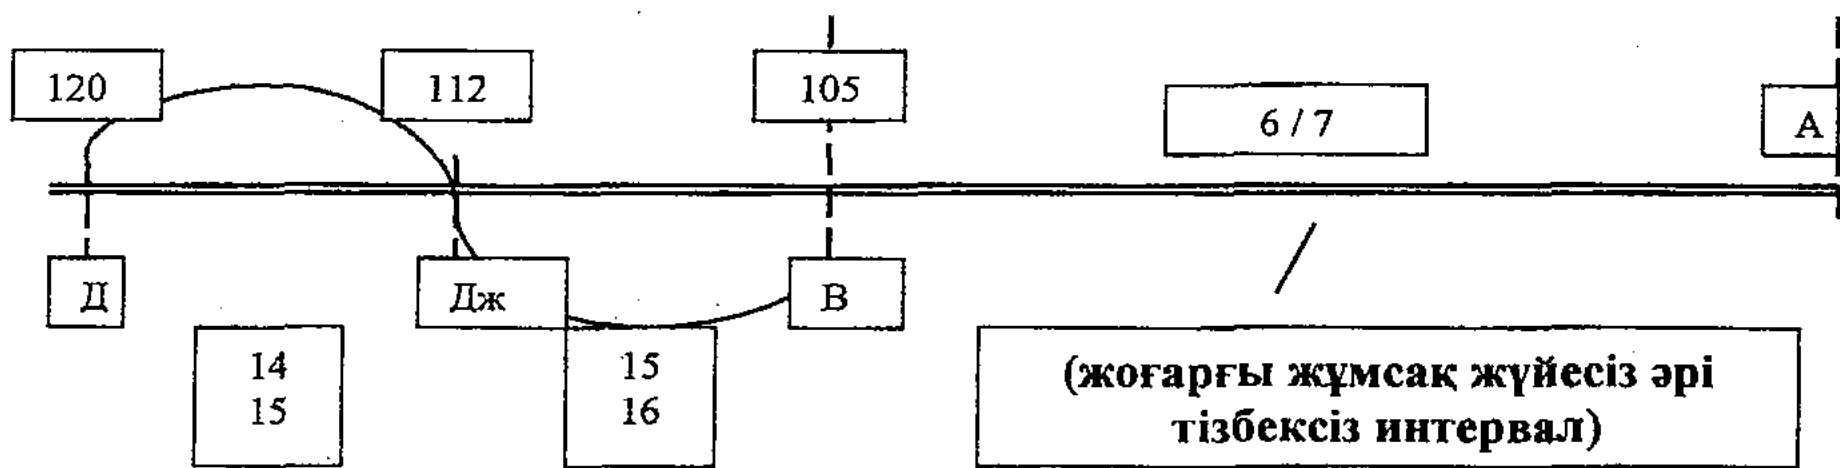 120
112
105
6 / 7
А
Д
Дж
В
14
15
15
16
(жоғарғы жұмсақ жүйесіз әрі
тізбексіз интервал)